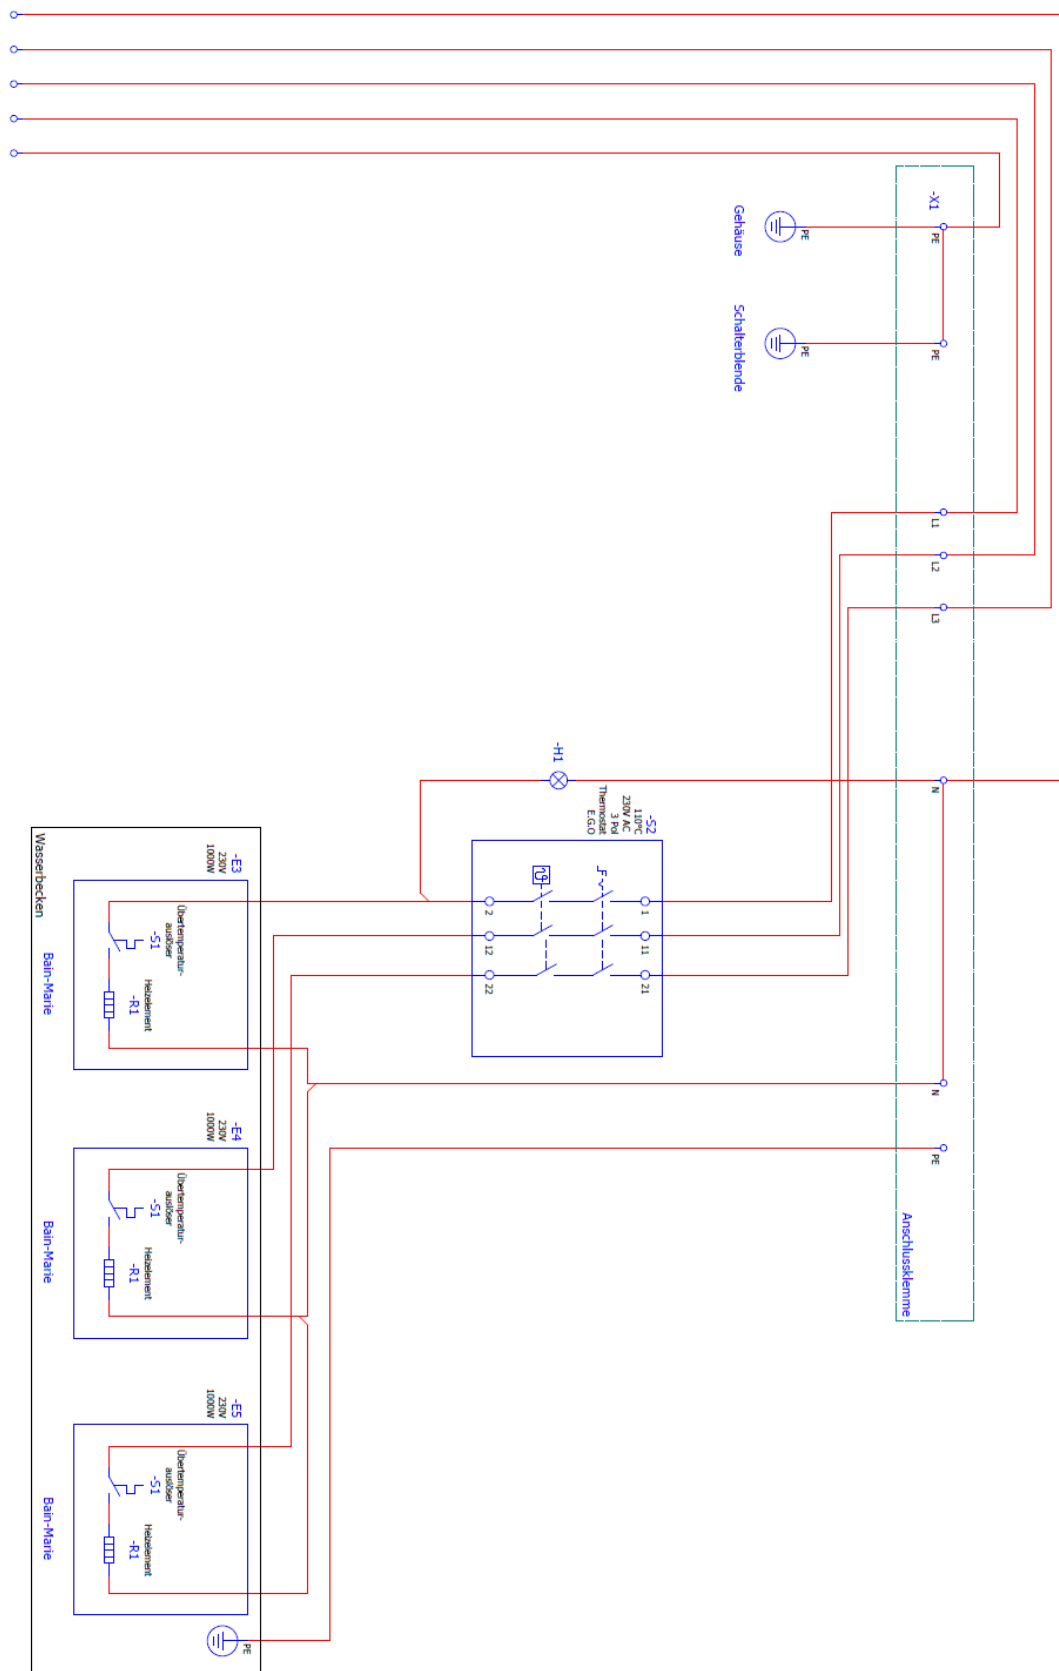 -X1
PE
PE
Gehäuse
PE
PE
Schalterblende
L1
L2
L3
N
N
PE
Anschlussklemme
-H1
-S2
110°C
230V AC
3 Pol
Thermostat
E.G.O
1
11
21
2
12
22
Wasserbecken
-E3
230V
1000W
Übertemperatur-
auslöser
-S1
Heizelement
-R1
Bain-Marie
-E4
230V
1000W
Übertemperatur-
auslöser
-S1
Heizelement
-R1
Bain-Marie
-E5
230V
1000W
Übertemperatur-
auslöser
-S1
Heizelement
-R1
Bain-Marie
PE